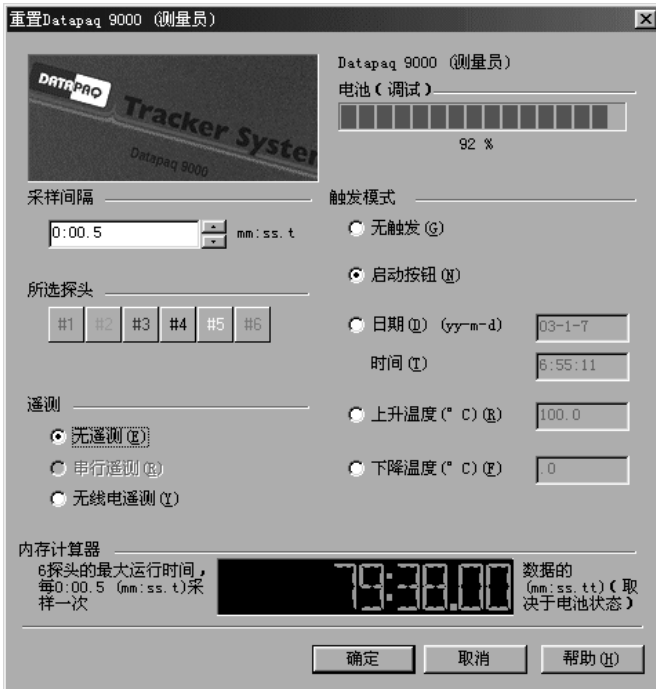 重置Datapaq 9000 (测量员)
DATAPAQ
Tracker System
Datapaq 9000
Datapaq 9000 (测量员)
电池(调试)
92 %
采样间隔
0:00.5 mm:ss.t
所选探头
#1 #2 #3 #4 #5 #6
遥测
无遥测(E)
串行遥测(R)
无线电遥测(Y)
触发模式
无触发(G)
启动按钮(N)
日期(D) (yy-m-d) 03-1-7
时间(T) 6:55:11
上升温度(° C)(R) 100.0
下降温度(° C)(F) .0
内存计算器
6探头的最大运行时间，
每0:00.5 (mm:ss.t)采
样一次
79:38.00
数据的
(mm:ss.tt)(取
决于电池状态)
确定 取消 帮助(H)